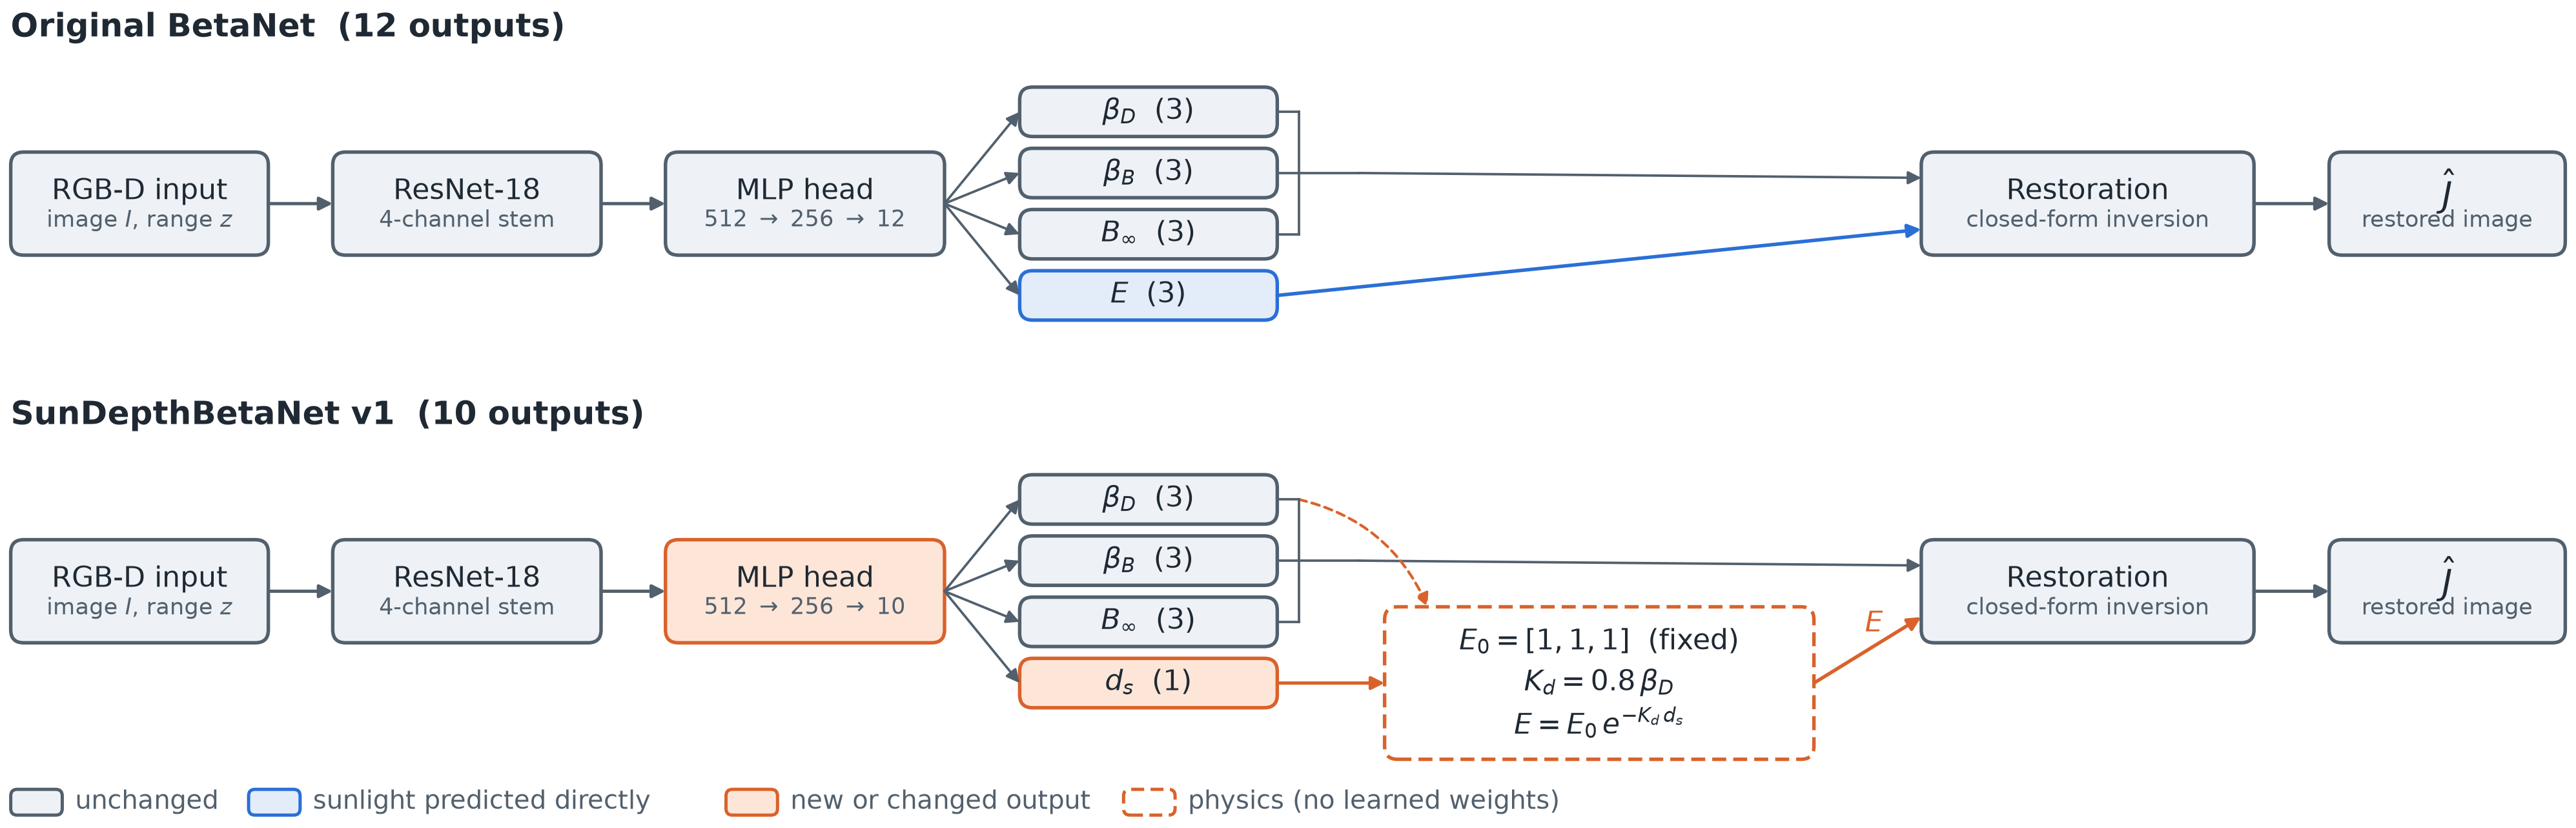 Original BetaNet (12 outputs)
RGB-D input
image I, range z
ResNet-18
4-channel stem
MLP head
512 → 256 → 12
β_D (3)
β_B (3)
B_∞ (3)
E (3)
Restoration
closed-form inversion
Ĵ
restored image
SunDepthBetaNet v1 (10 outputs)
RGB-D input
image I, range z
ResNet-18
4-channel stem
MLP head
512 → 256 → 10
β_D (3)
β_B (3)
B_∞ (3)
d_s (1)
E_0 = [1, 1, 1] (fixed)
K_d = 0.8 β_D
E = E_0 e^{−K_d d_s}
E
Restoration
closed-form inversion
Ĵ
restored image
unchanged
sunlight predicted directly
new or changed output
physics (no learned weights)